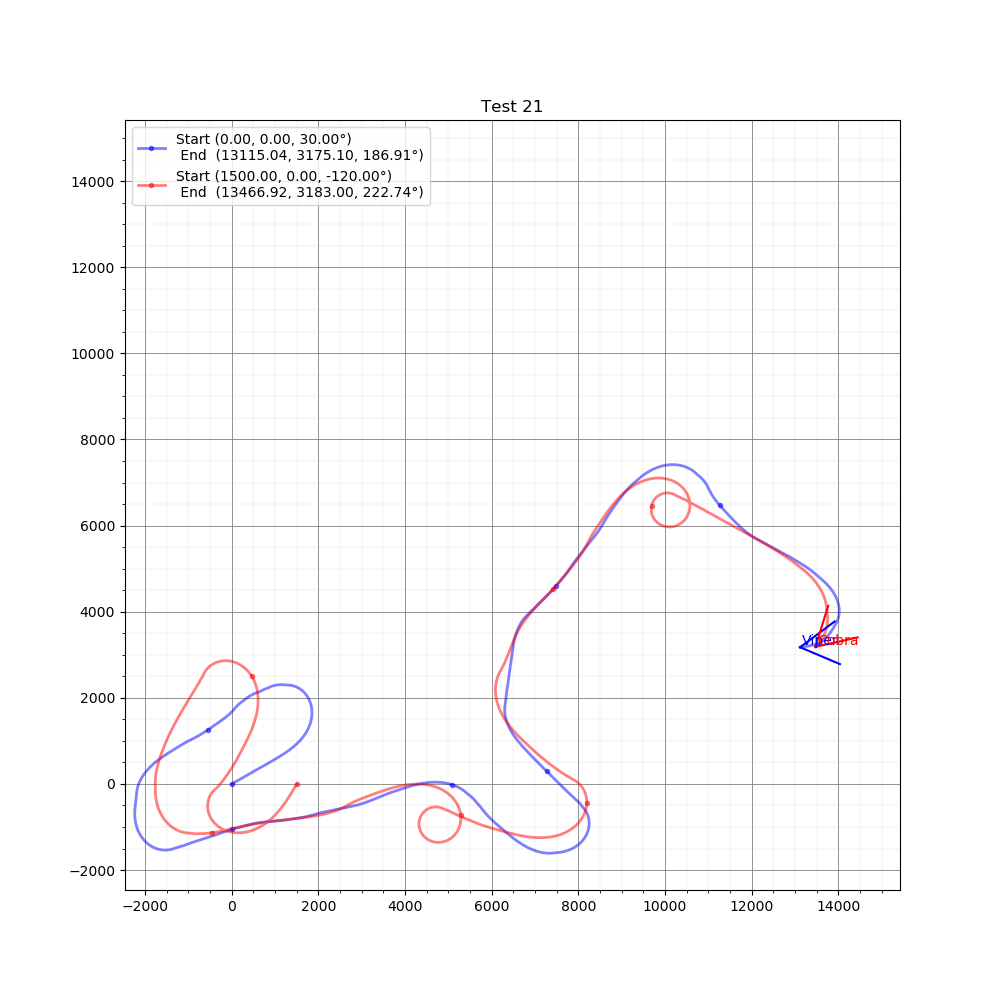 Test 21
Start (0.00, 0.00, 30.00°)
End (13115.04, 3175.10, 186.91°)
Start (1500.00, 0.00, -120.00°)
End (13466.92, 3183.00, 222.74°)
14000
12000
10000
8000
6000
4000
2000
0
−2000
−2000 0 2000 4000 6000 8000 10000 12000 14000